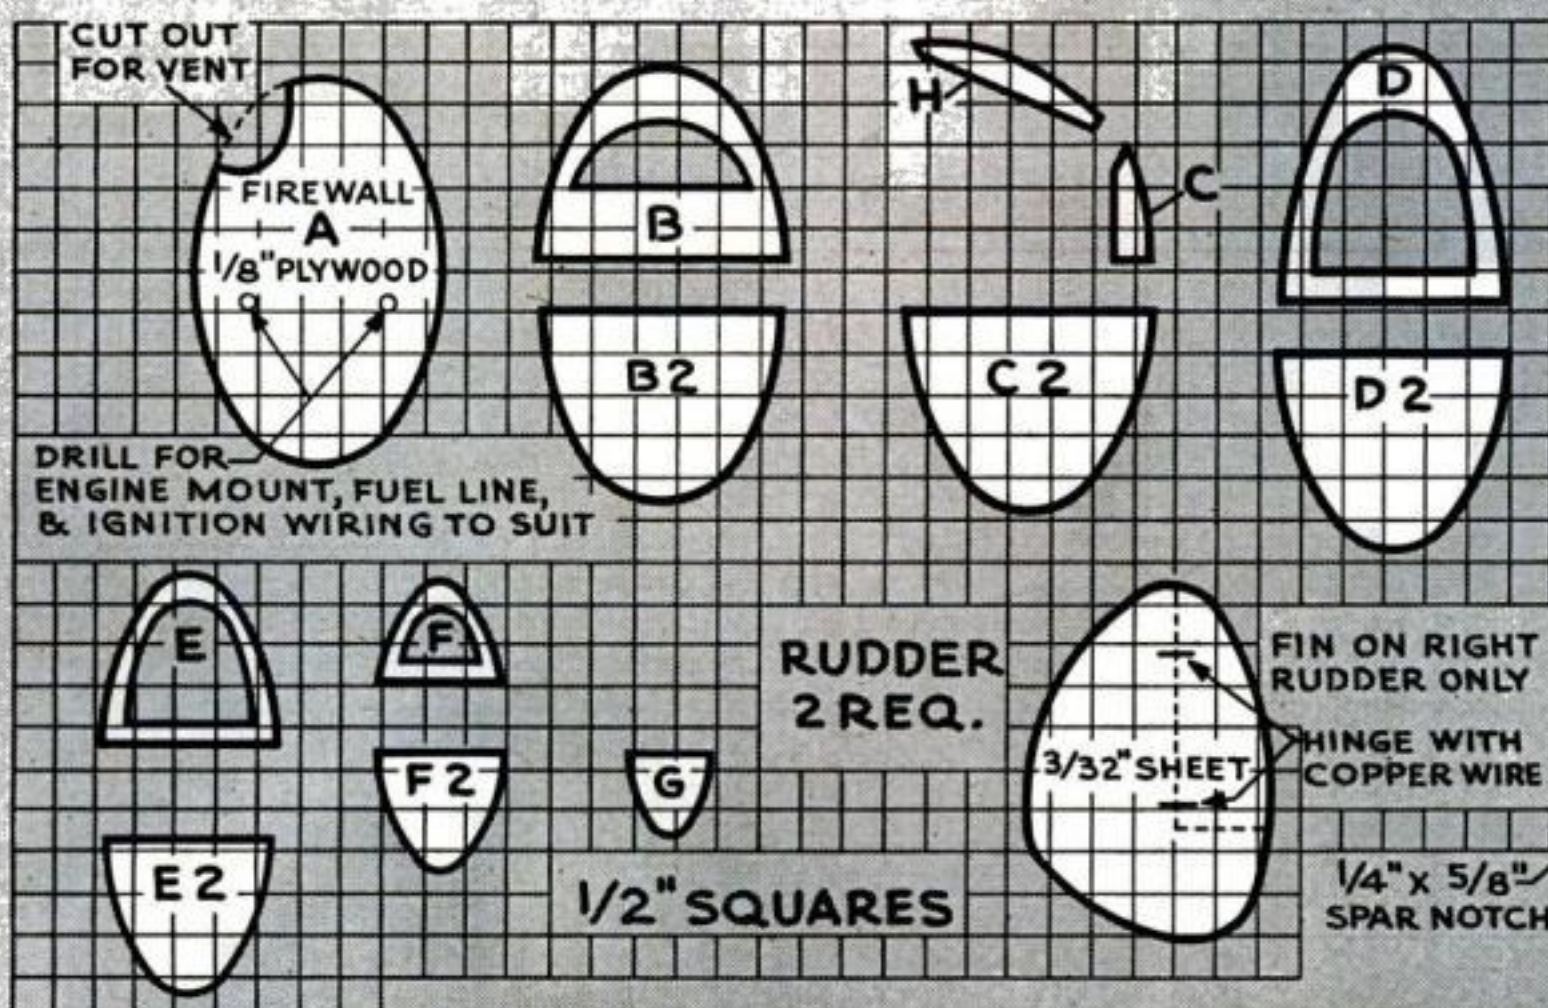 CUT OUT
FOR VENT
FIREWALL
A
1/8" PLYWOOD
B
H
C
D
B2
C2
D2
DRILL FOR
ENGINE MOUNT, FUEL LINE,
& IGNITION WIRING TO SUIT
E
F
RUDDER
2 REQ.
FIN ON RIGHT
RUDDER ONLY
HINGE WITH
COPPER WIRE
3/32" SHEET
F2
G
E2
1/2" SQUARES
1/4" x 5/8"
SPAR NOTCH